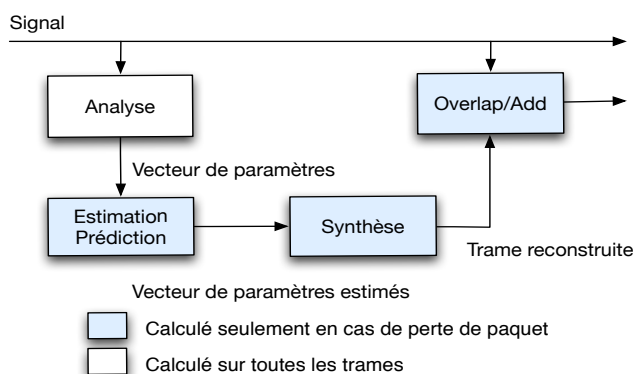 Signal
Analyse
Overlap/Add
Vecteur de paramètres
Estimation
Prédiction
Synthèse
Trame reconstruite
Vecteur de paramètres estimés
Calculé seulement en cas de perte de paquet
Calculé sur toutes les trames